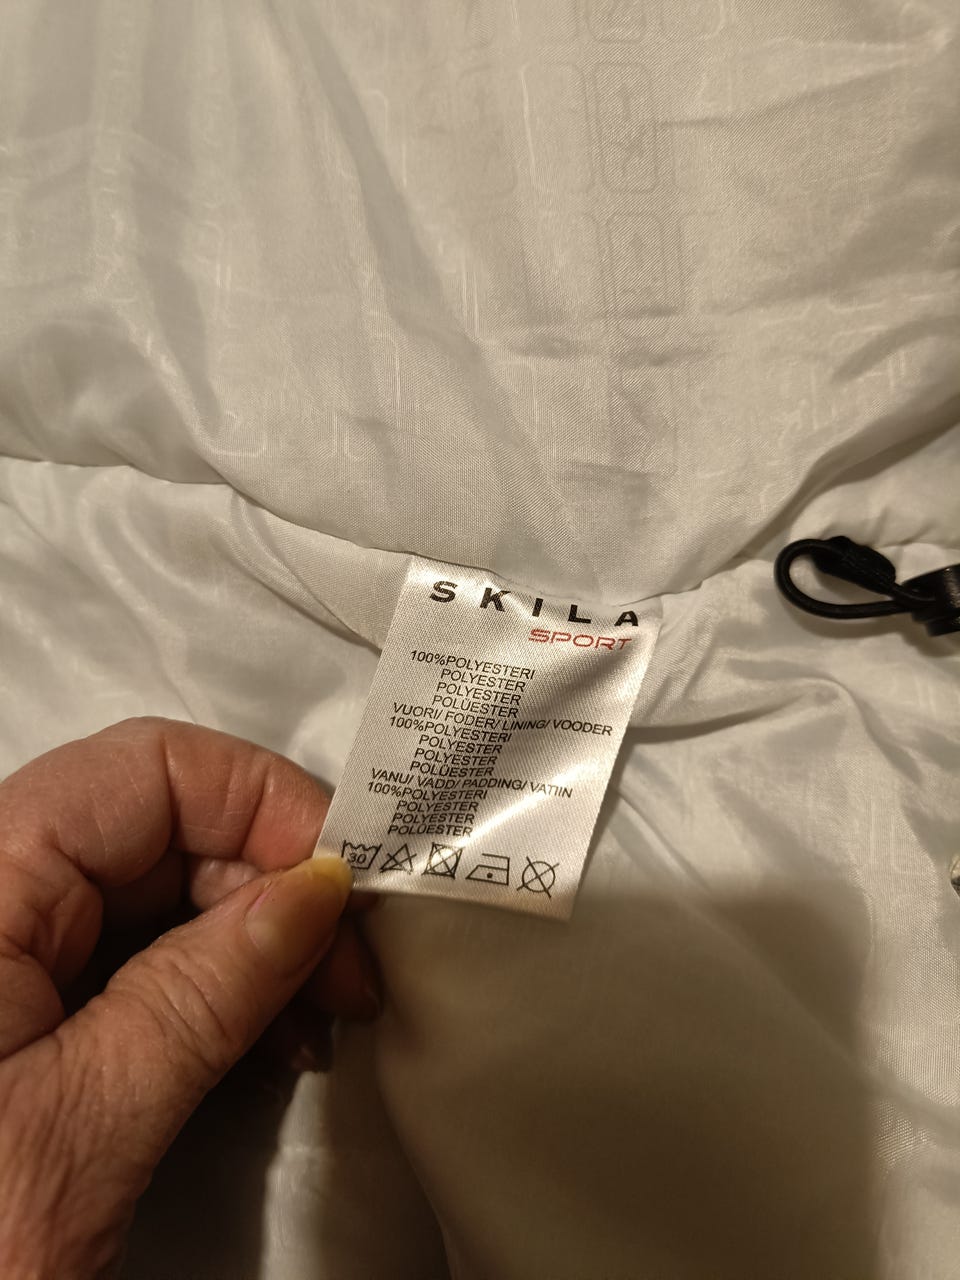 SKILA
SPORT
100%POLYESTERI
POLYESTER
POLYESTER
POLÜESTER
VUORI/ FODER/ LINING/ VOODER
100%POLYESTERI
POLYESTER
POLYESTER
POLÜESTER
VANU/ VADD/ PADDING/ VATIIN
100%POLYESTERI
POLYESTER
POLYESTER
POLÜESTER
30